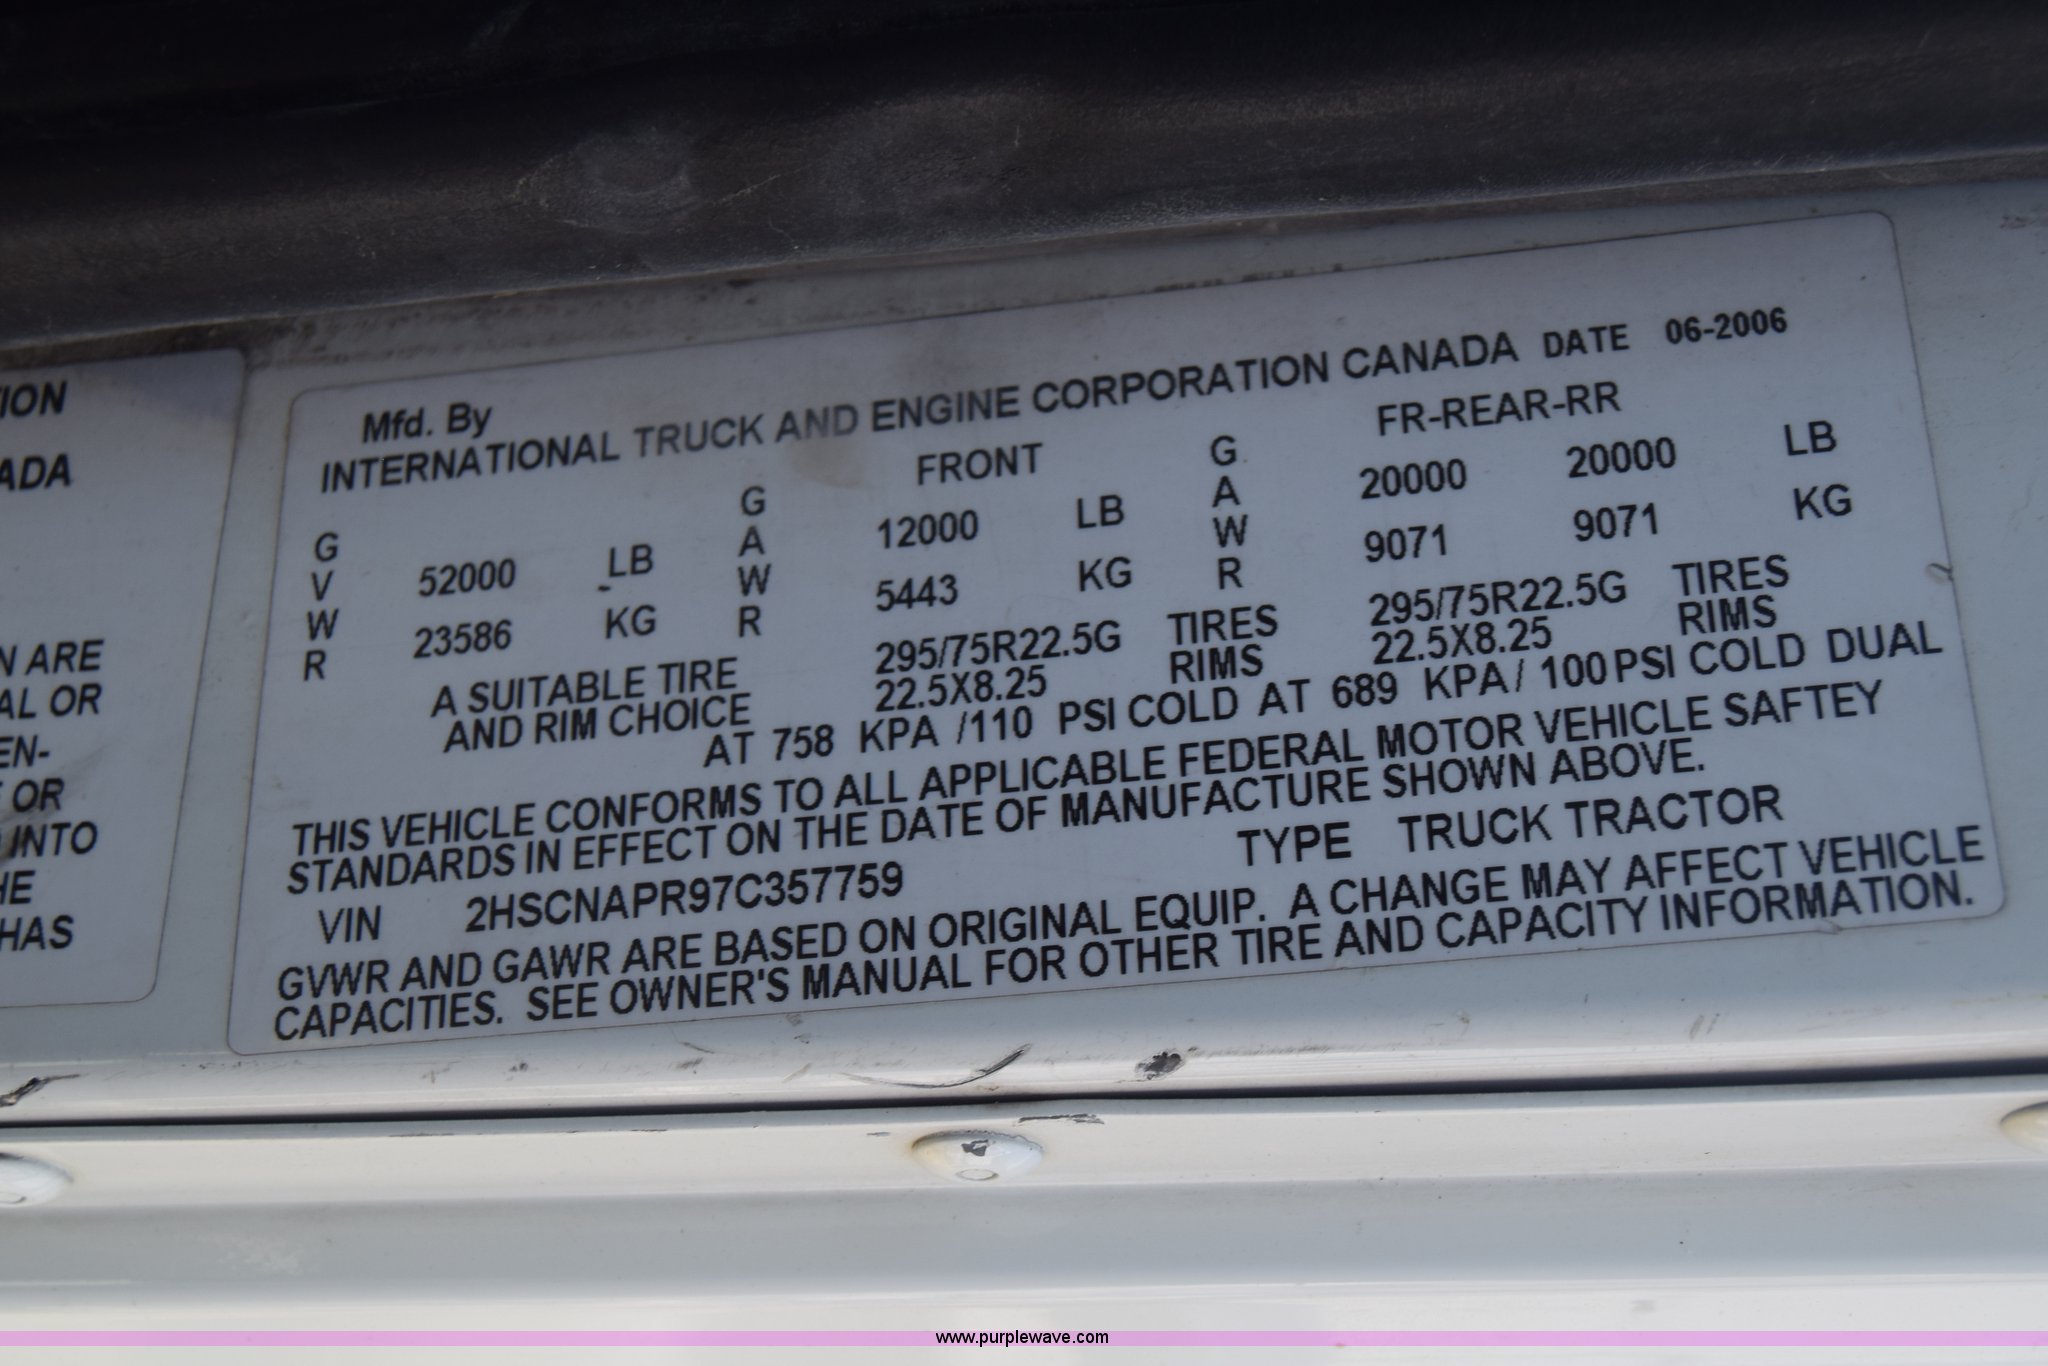 TION
ADA
N ARE
AL OR
EN-
E OR
D INTO
HE
HAS
Mfd. By
INTERNATIONAL TRUCK AND ENGINE CORPORATION CANADA DATE 06-2006
FRONT FR-REAR-RR
G V W R 52000 LB G A W R 12000 LB G A W R 20000 20000 LB
23586 KG 5443 KG 9071 9071 KG
A SUITABLE TIRE 295/75R22.5G TIRES 295/75R22.5G TIRES
AND RIM CHOICE 22.5X8.25 RIMS 22.5X8.25 RIMS
AT 758 KPA /110 PSI COLD AT 689 KPA/ 100PSI COLD DUAL
THIS VEHICLE CONFORMS TO ALL APPLICABLE FEDERAL MOTOR VEHICLE SAFTEY
STANDARDS IN EFFECT ON THE DATE OF MANUFACTURE SHOWN ABOVE.
VIN 2HSCNAPR97C357759 TYPE TRUCK TRACTOR
GVWR AND GAWR ARE BASED ON ORIGINAL EQUIP. A CHANGE MAY AFFECT VEHICLE
CAPACITIES. SEE OWNER'S MANUAL FOR OTHER TIRE AND CAPACITY INFORMATION.
www.purplewave.com